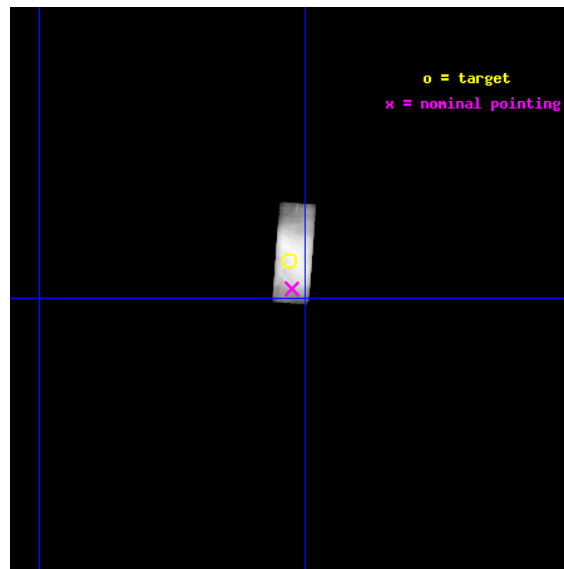 o = target
x = nominal pointing